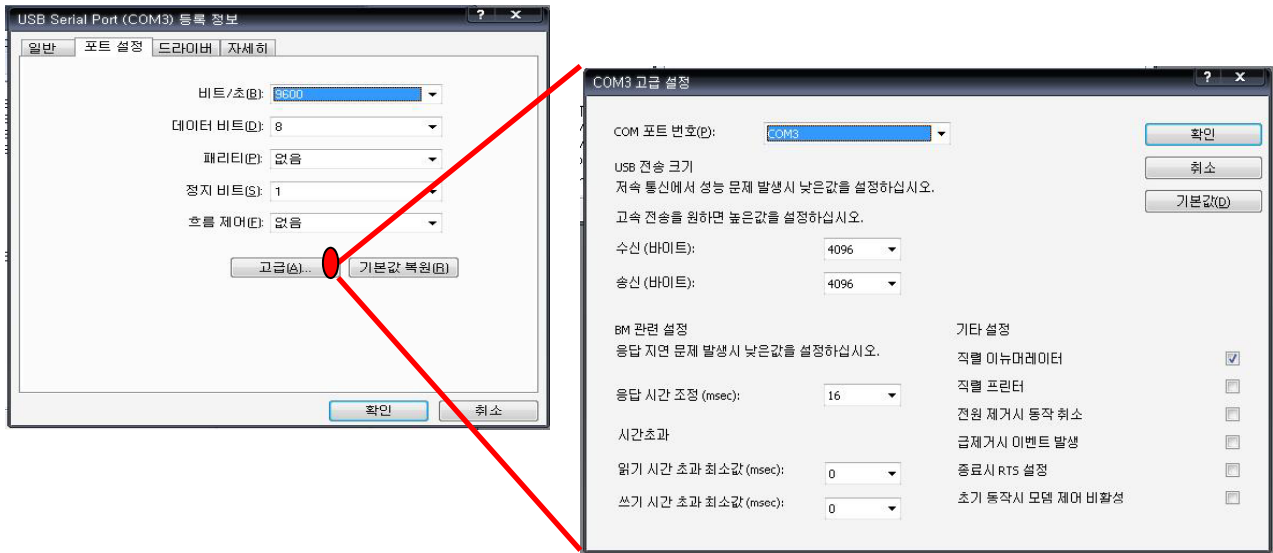 USB Serial Port (COM3) 등록 정보
일반 포트 설정 드라이버 자세히
비트/초(B): 9600
데이터 비트(D): 8
패리티(P): 없음
정지 비트(S): 1
흐름 제어(F): 없음
고급(A)... 기본값 복원(R)
확인 취소
COM3 고급 설정
COM 포트 번호(P): COM3
확인
취소
기본값(D)
USB 전송 크기
저속 통신에서 성능 문제 발생시 낮은값을 설정하십시오.
고속 전송을 원하면 높은값을 설정하십시오.
수신 (바이트): 4096
송신 (바이트): 4096
BM 관련 설정
응답 지연 문제 발생시 낮은값을 설정하십시오.
응답 시간 조정 (msec): 16
시간초과
읽기 시간 초과 최소값 (msec): 0
쓰기 시간 초과 최소값 (msec): 0
기타 설정
직렬 이뉴머레이터
직렬 프린터
전원 제거시 동작 취소
급제거시 이벤트 발생
종료시 RTS 설정
초기 동작시 모뎀 제어 비활성